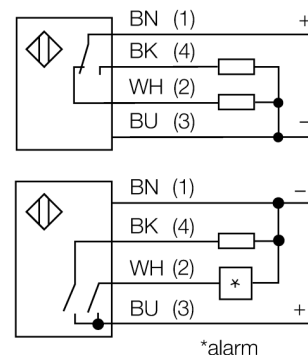 BN (1) +
BK (4)
WH (2)
BU (3) −
BN (1) −
BK (4)
WH (2)
*
BU (3) +
*alarm